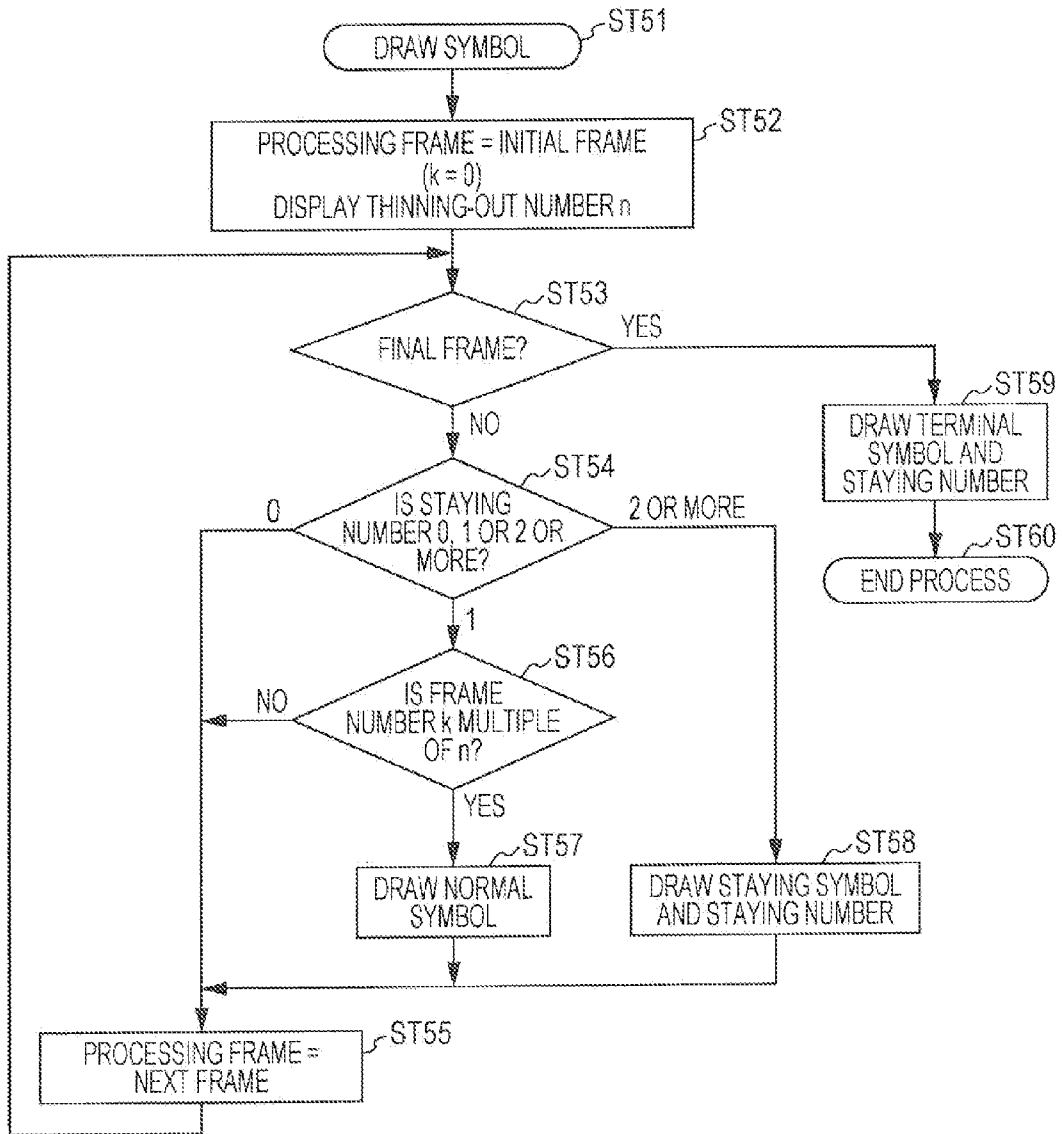 DRAW SYMBOL
ST51
PROCESSING FRAME = INITIAL FRAME
(k = 0)
DISPLAY THINNING-OUT NUMBER n
ST52
FINAL FRAME?
ST53
YES
NO
DRAW TERMINAL
SYMBOL AND
STAYING NUMBER
ST59
END PROCESS
ST60
IS STAYING
NUMBER 0, 1 OR 2 OR
MORE?
ST54
0
2 OR MORE
1
IS FRAME
NUMBER k MULTIPLE
OF n?
ST56
NO
YES
DRAW NORMAL
SYMBOL
ST57
DRAW STAYING SYMBOL
AND STAYING NUMBER
ST58
PROCESSING FRAME =
NEXT FRAME
ST55